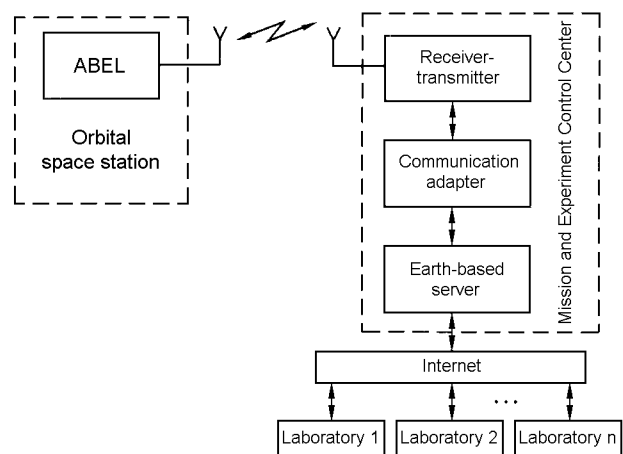 ABEL
Orbital
space station
Receiver-
transmitter
Communication
adapter
Earth-based
server
Mission and Experiment Control Center
Internet
...
Laboratory 1
Laboratory 2
Laboratory n